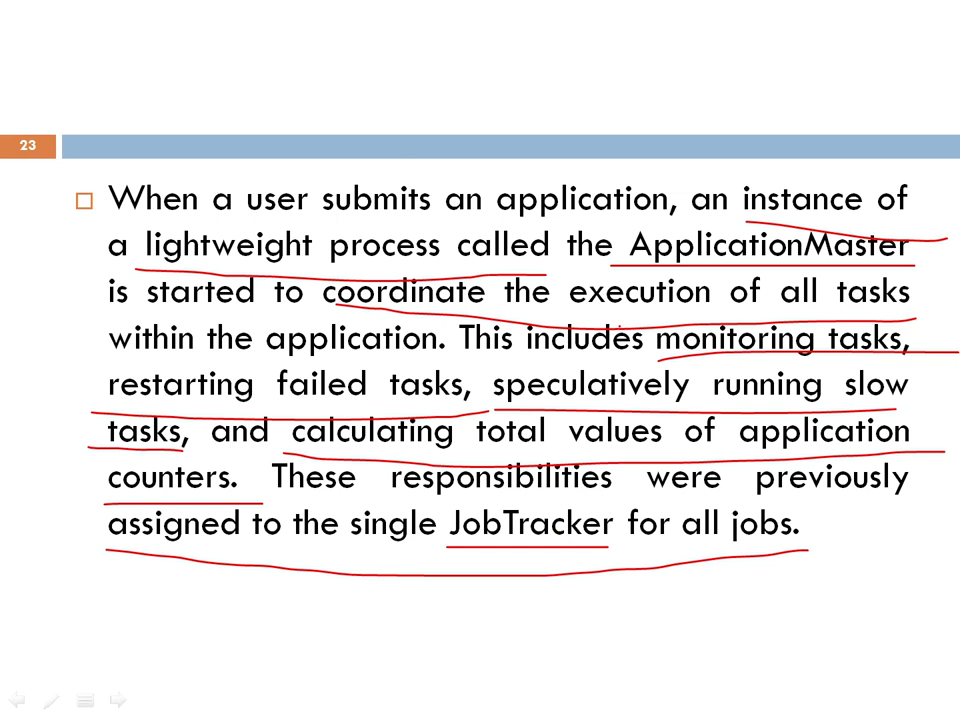 23
When a user submits an application, an instance of
a lightweight process called the ApplicationMaster
is started to coordinate the execution of all tasks
within the application. This includes monitoring tasks,
restarting failed tasks, speculatively running slow
tasks, and calculating total values of application
counters. These responsibilities were previously
assigned to the single JobTracker for all jobs.